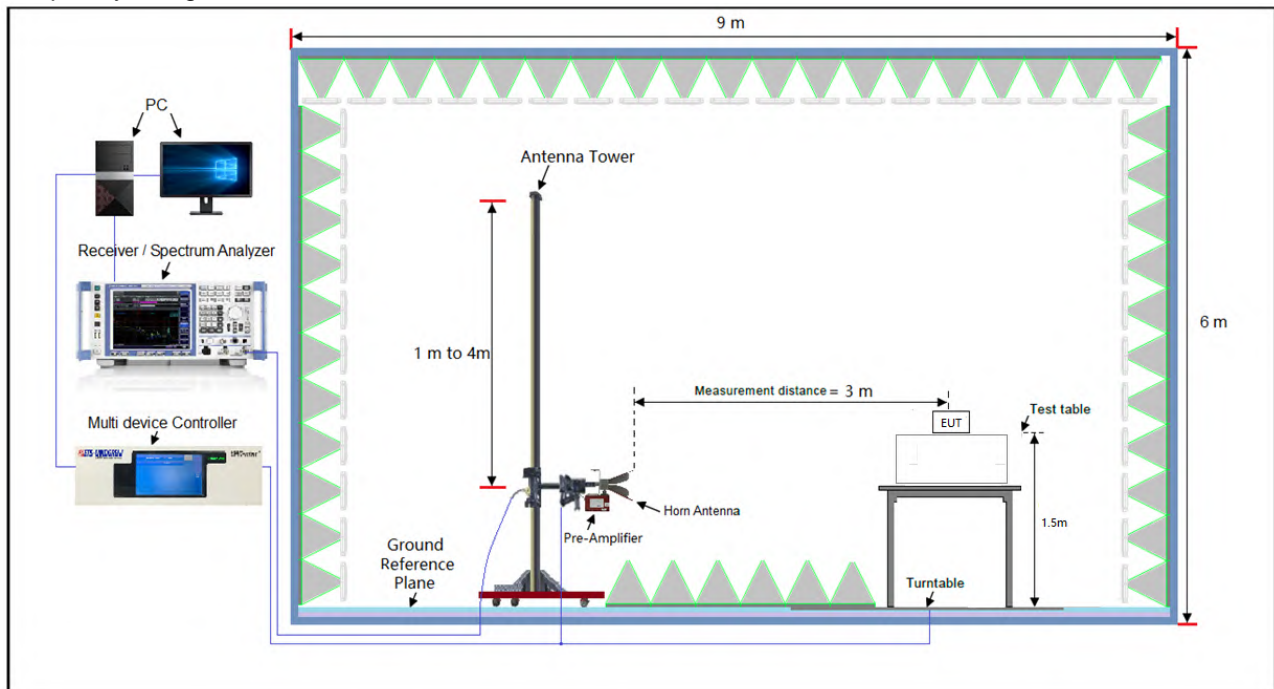 9 m
PC
Antenna Tower
Receiver / Spectrum Analyzer
6 m
1 m to 4m
Measurement distance = 3 m
Test table
EUT
Multi device Controller
Horn Antenna
1.5m
Pre-Amplifier
Ground
Reference
Plane
Turntable